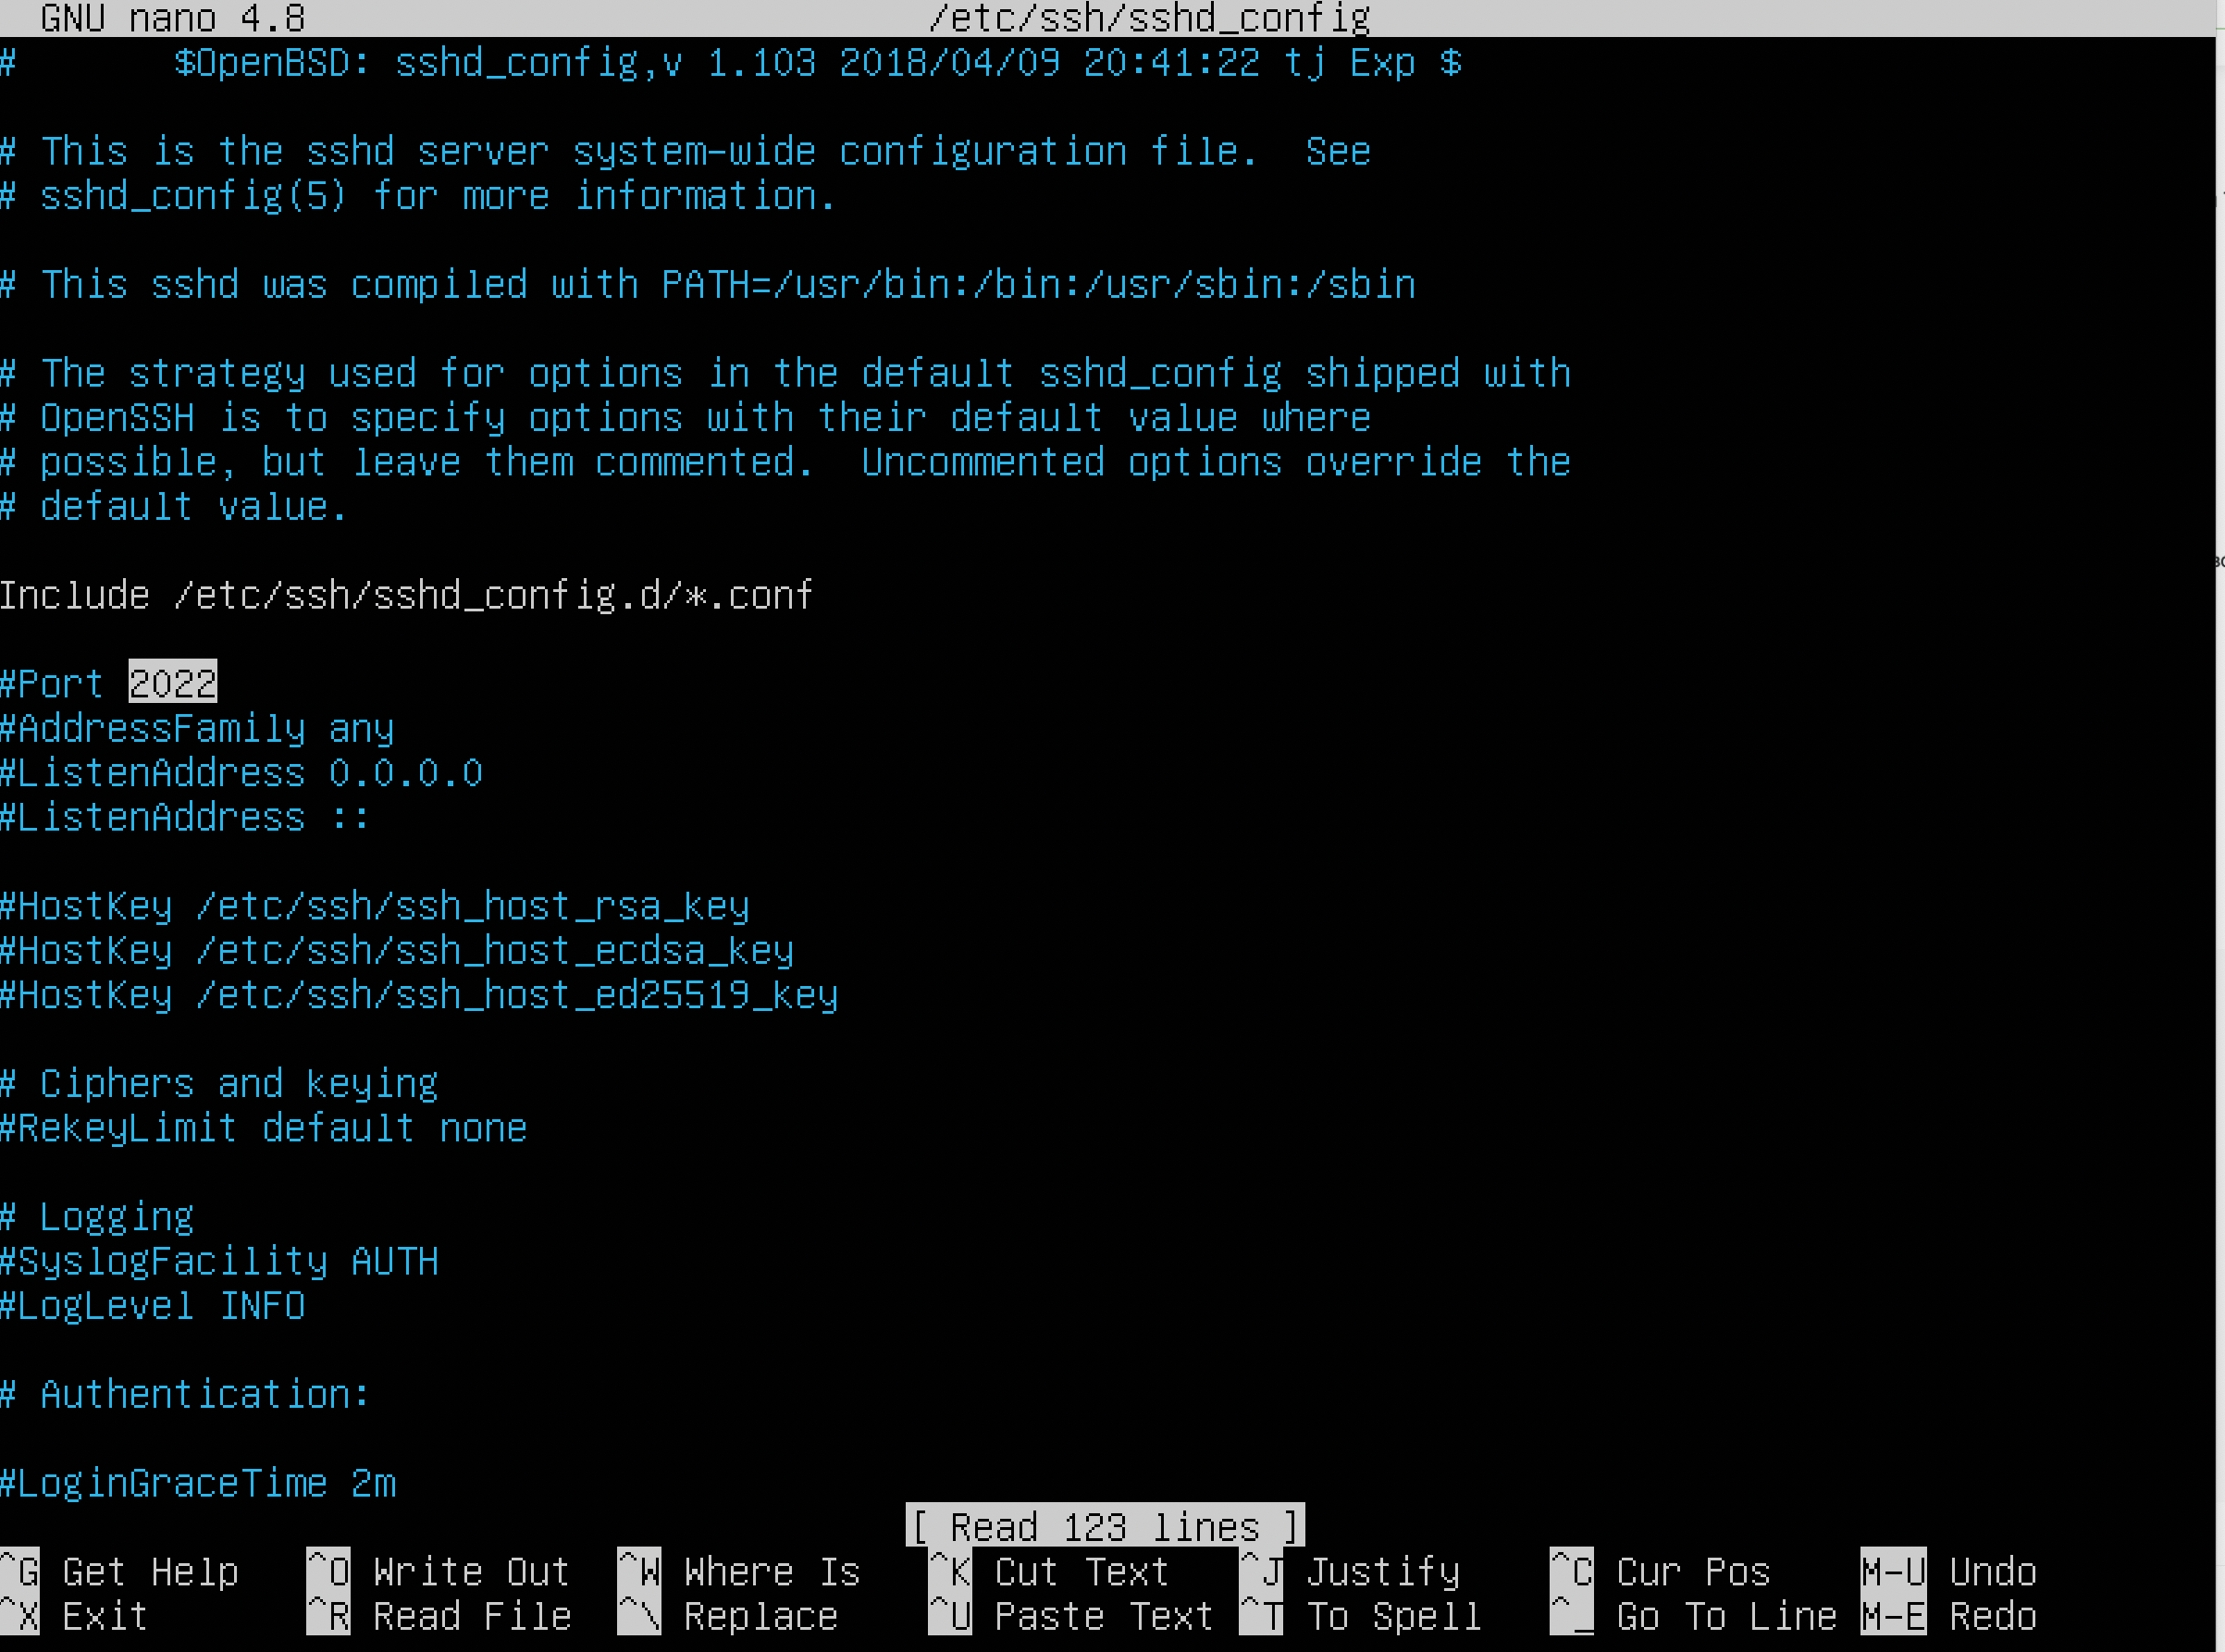 GNU nano 4.8 /etc/ssh/sshd_config
# $OpenBSD: sshd_config,v 1.103 2018/04/09 20:41:22 tj Exp $
# This is the sshd server system-wide configuration file.  See
# sshd_config(5) for more information.
# This sshd was compiled with PATH=/usr/bin:/bin:/usr/sbin:/sbin
# The strategy used for options in the default sshd_config shipped with
# OpenSSH is to specify options with their default value where
# possible, but leave them commented.  Uncommented options override the
# default value.
Include /etc/ssh/sshd_config.d/*.conf
#Port 2022
#AddressFamily any
#ListenAddress 0.0.0.0
#ListenAddress ::
#HostKey /etc/ssh/ssh_host_rsa_key
#HostKey /etc/ssh/ssh_host_ecdsa_key
#HostKey /etc/ssh/ssh_host_ed25519_key
# Ciphers and keying
#RekeyLimit default none
# Logging
#SyslogFacility AUTH
#LogLevel INFO
# Authentication:
#LoginGraceTime 2m
[ Read 123 lines ]
^G Get Help ^O Write Out ^W Where Is ^K Cut Text ^J Justify ^C Cur Pos M-U Undo
^X Exit ^R Read File ^\ Replace ^U Paste Text ^T To Spell ^_ Go To Line M-E Redo